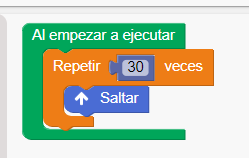 Al empezar a ejecutar
Repetir 30 veces
Saltar